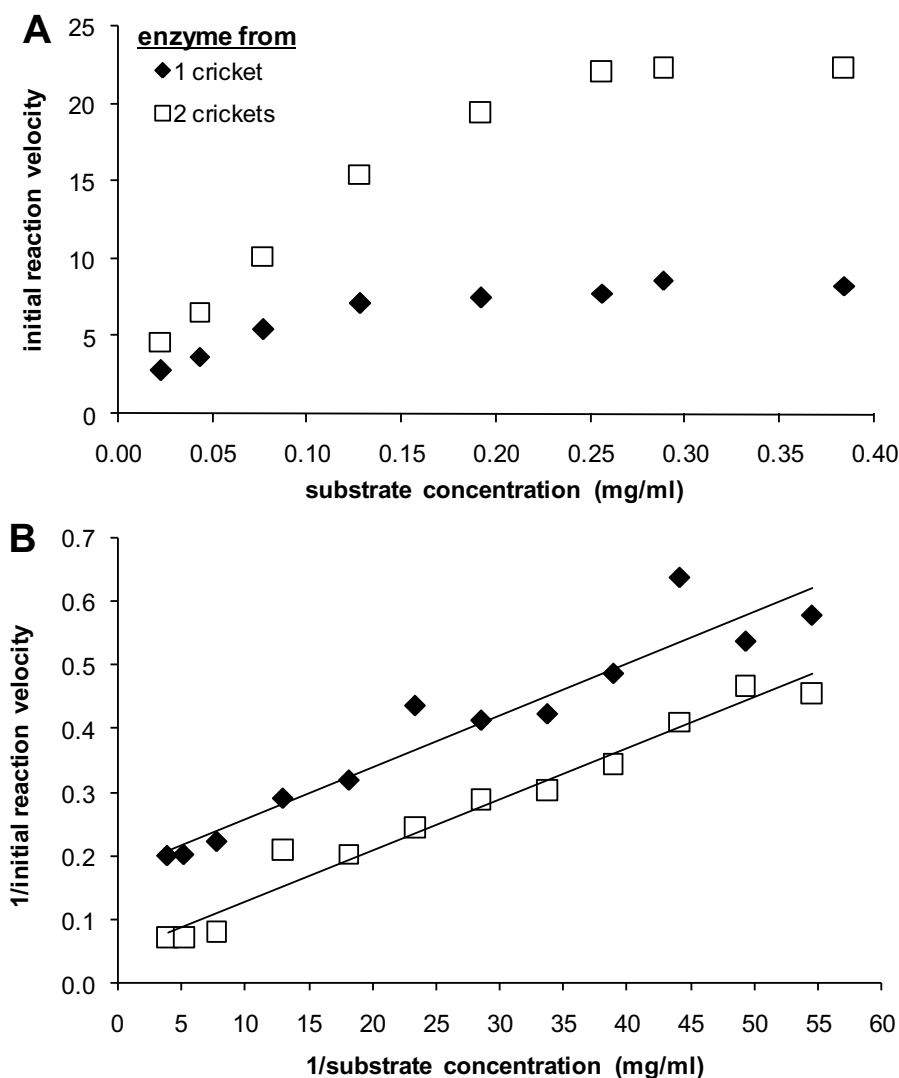 A
enzyme from
1 cricket
2 crickets
initial reaction velocity
25
20
15
10
5
0
0.00 0.05 0.10 0.15 0.20 0.25 0.30 0.35 0.40
substrate concentration (mg/ml)
B
1/initial reaction velocity
0.7
0.6
0.5
0.4
0.3
0.2
0.1
0.0
0 5 10 15 20 25 30 35 40 45 50 55 60
1/substrate concentration (mg/ml)